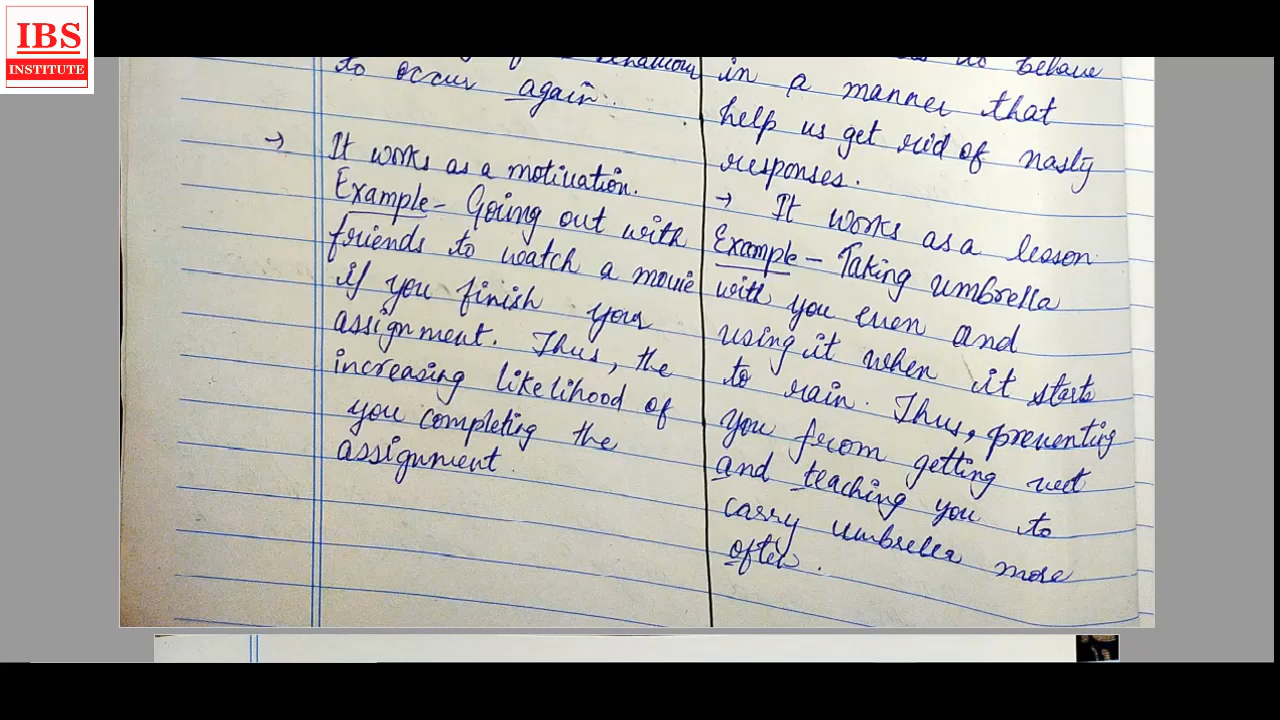 IBS
INSTITUTE
behaviour
to occur again.
→ It works as a motivation.
Example - Going out with
friends to watch a movie
if you finish your
assignment. Thus, the
increasing likelihood of
you completing the
assignment.
to behave
in a manner that
help us get rid of nasty
responses.
→ It works as a lesson
Example - Taking umbrella
with you even and
using it when it starts
to rain. Thus, preventing
you from getting wet
and teaching you to
carry umbrella more
often.